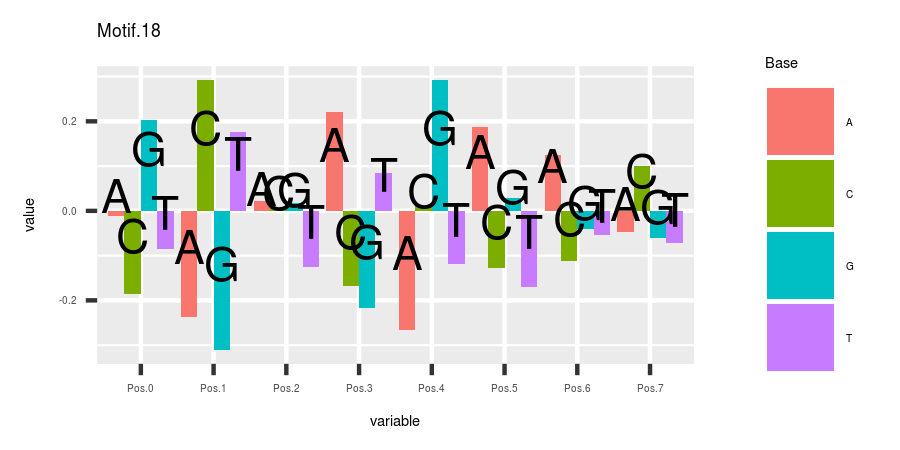 Motif.18
Base
A
C
G
T
value
0.2
0.0
-0.2
A C G T A C G T A C G T A C G T A C G T A C G T A C G T A C G T
Pos.0 Pos.1 Pos.2 Pos.3 Pos.4 Pos.5 Pos.6 Pos.7
variable